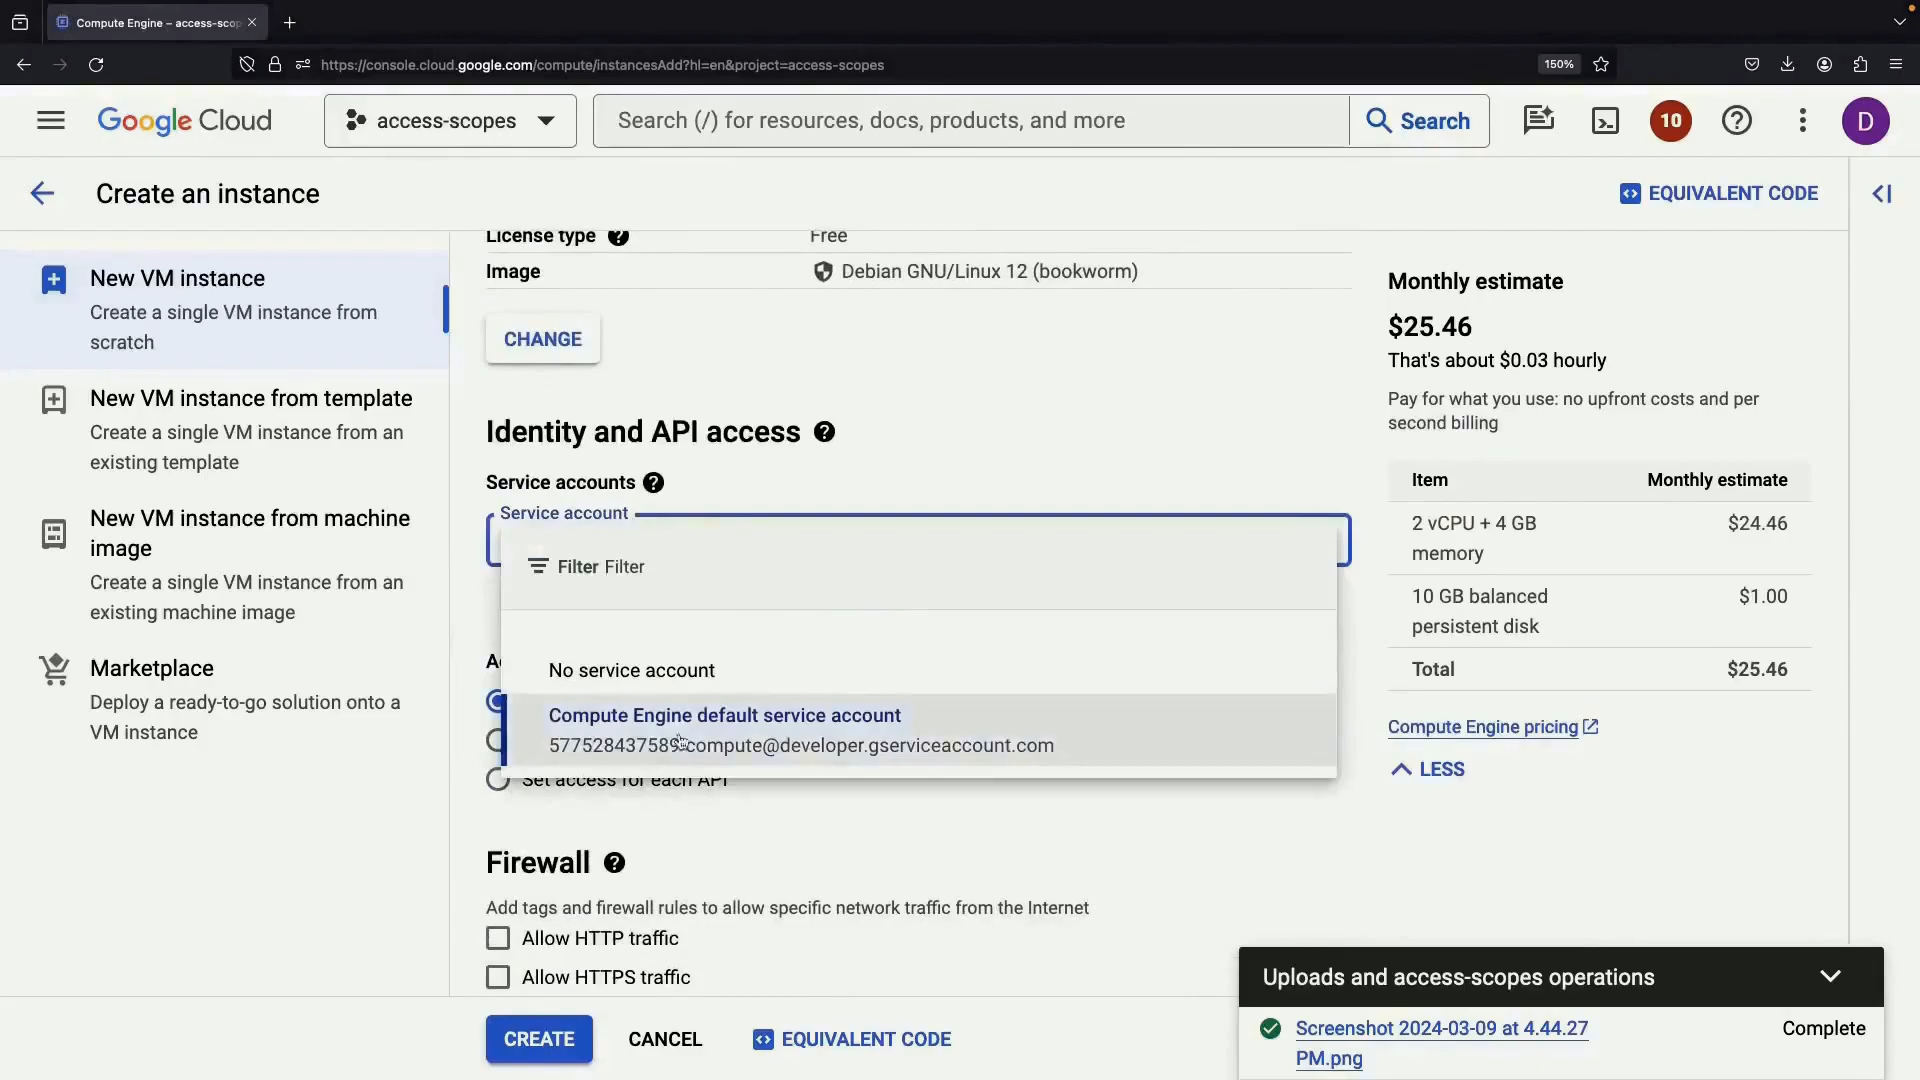 Compute Engine – access-scop
https://console.cloud.google.com/compute/instancesAdd?hl=en&project=access-scopes
150%
Google Cloud
access-scopes
Search (/) for resources, docs, products, and more
Search
10
D
Create an instance
EQUIVALENT CODE
New VM instance
Create a single VM instance from
scratch
New VM instance from template
Create a single VM instance from an
existing template
New VM instance from machine
image
Create a single VM instance from an
existing machine image
Marketplace
Deploy a ready-to-go solution onto a
VM instance
License type
Free
Image
Debian GNU/Linux 12 (bookworm)
CHANGE
Identity and API access
Service accounts
Service account
Filter Filter
No service account
Compute Engine default service account
577528437589-compute@developer.gserviceaccount.com
Set access for each API
Firewall
Add tags and firewall rules to allow specific network traffic from the Internet
Allow HTTP traffic
Allow HTTPS traffic
CREATE
CANCEL
EQUIVALENT CODE
Monthly estimate
$25.46
That's about $0.03 hourly
Pay for what you use: no upfront costs and per
second billing
Item Monthly estimate
2 vCPU + 4 GB $24.46
memory
10 GB balanced $1.00
persistent disk
Total $25.46
Compute Engine pricing
LESS
Uploads and access-scopes operations
Screenshot 2024-03-09 at 4.44.27 Complete
PM.png